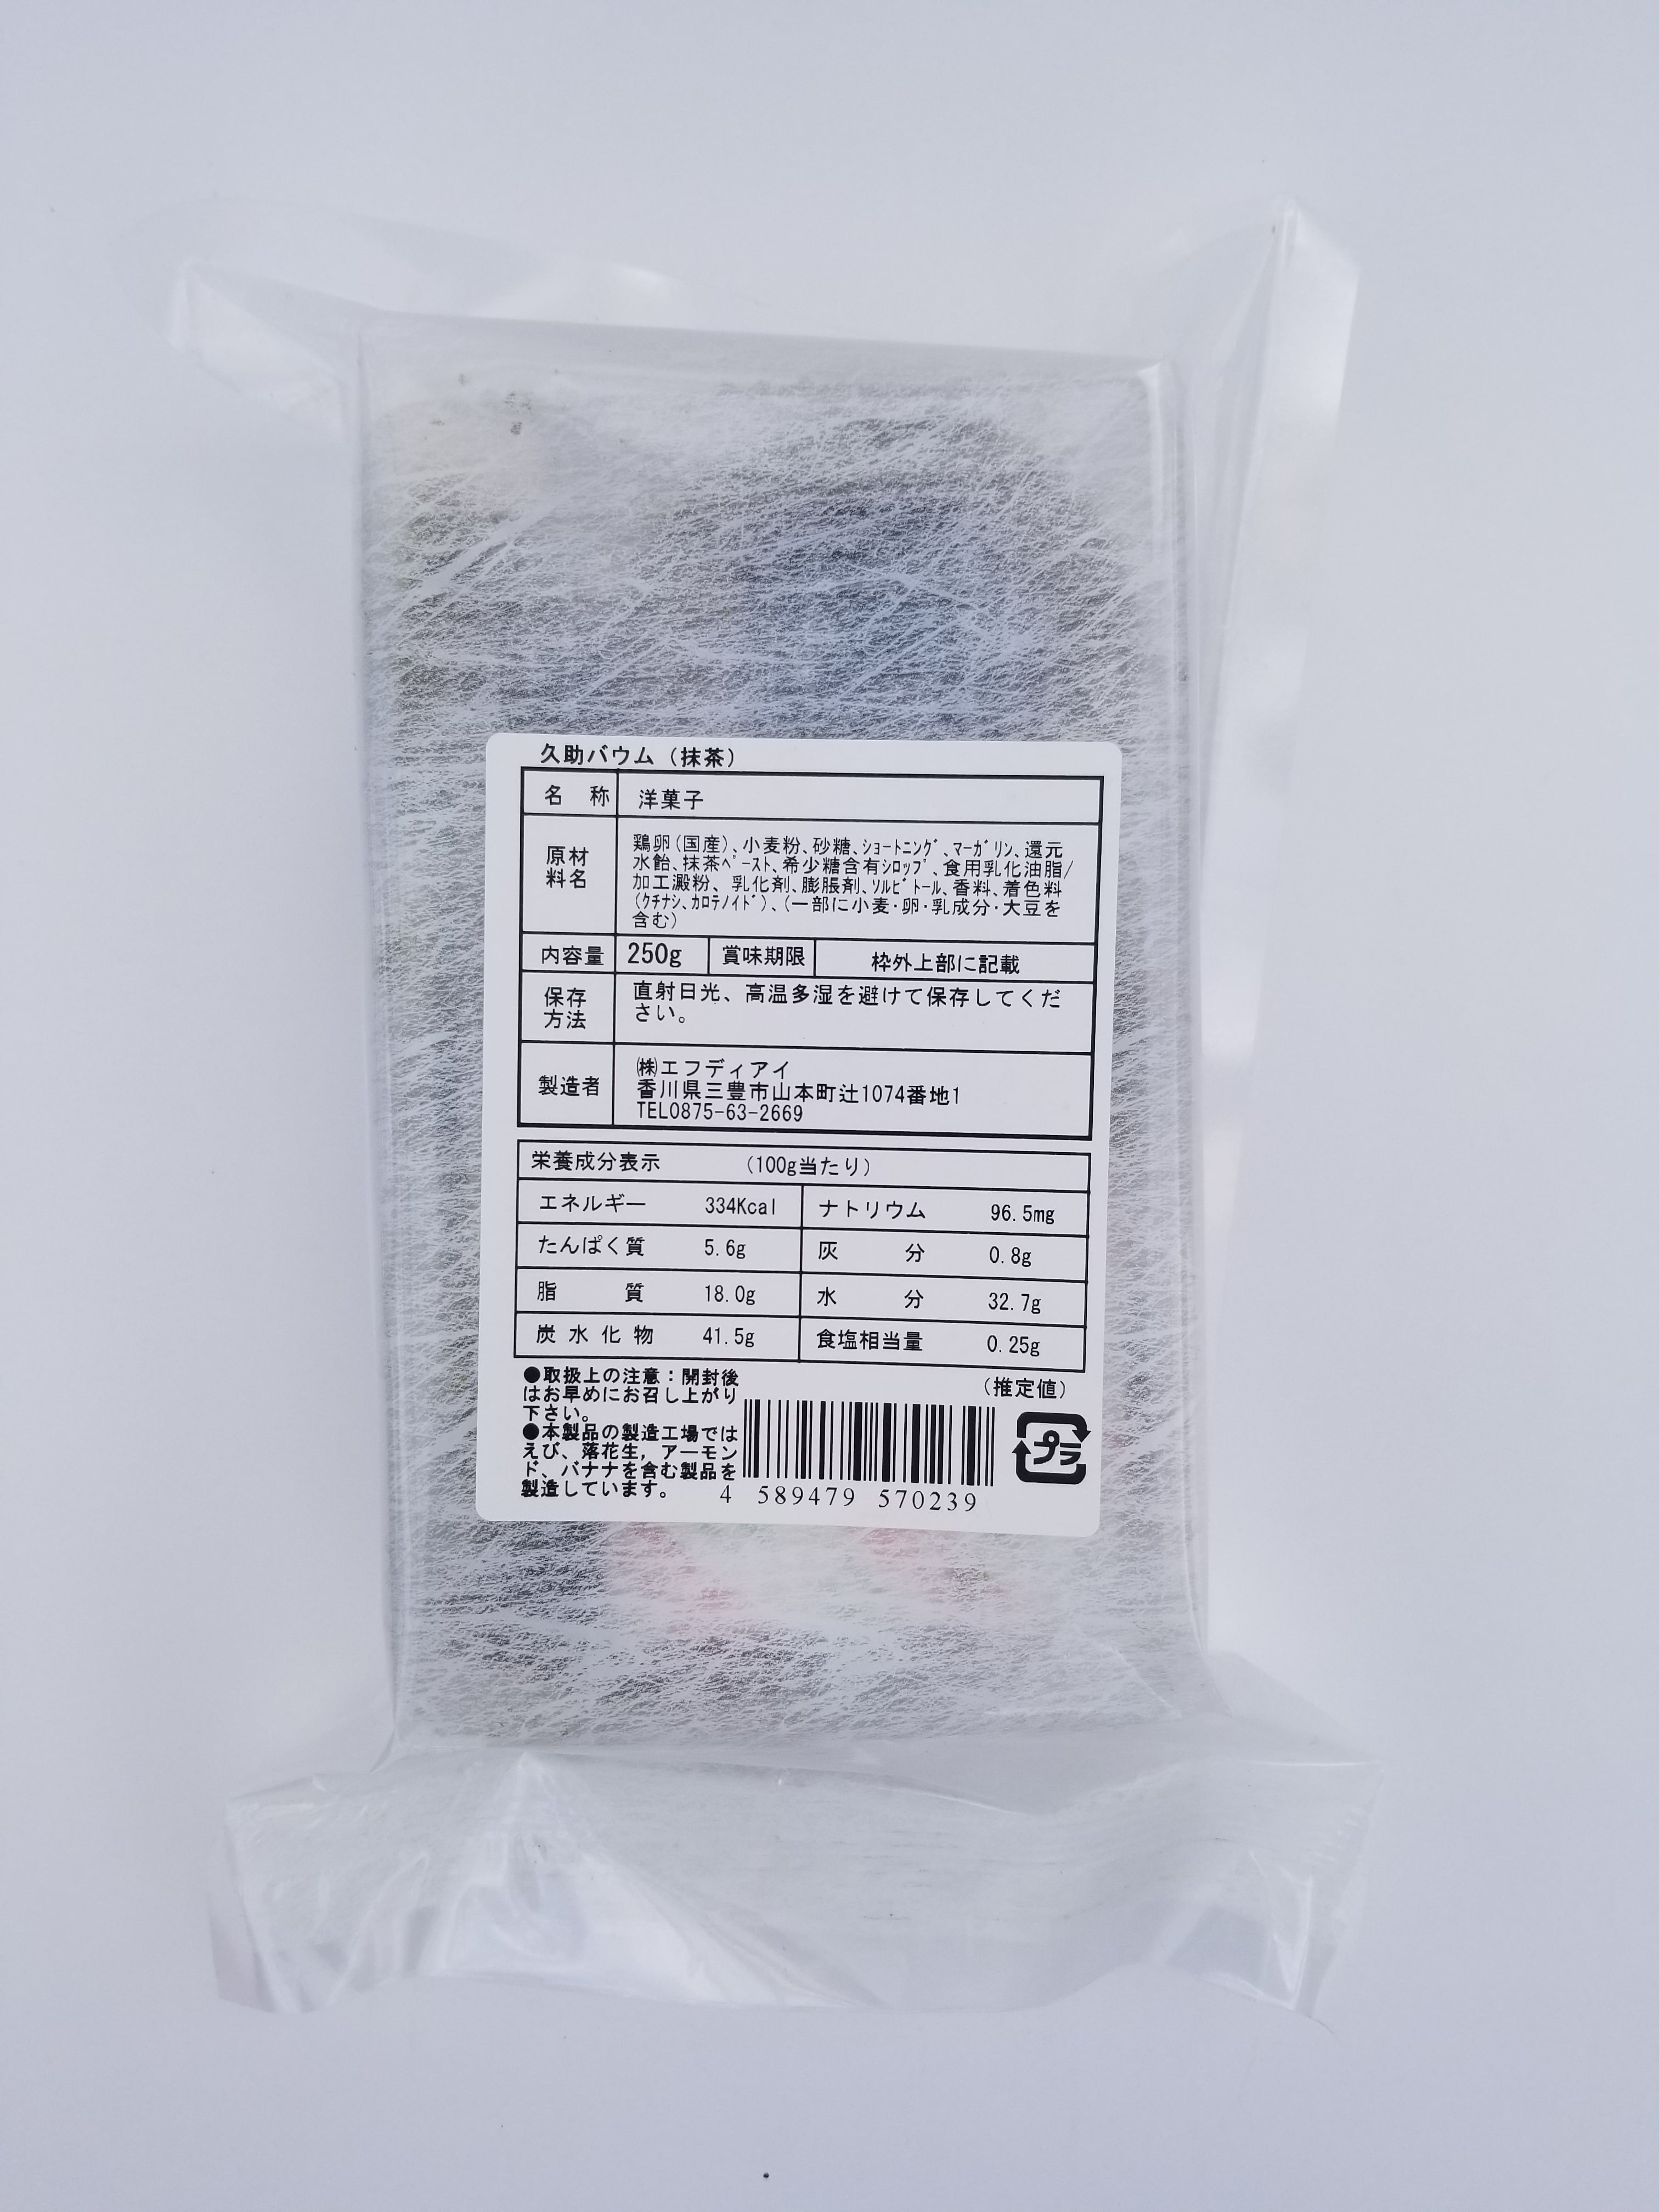 久助バウム（抹茶）
名　称　洋菓子
原材料名
鶏卵(国産)、小麦粉、砂糖、ｼｮｰﾄﾆﾝｸﾞ、ﾏｰｶﾞﾘﾝ、還元
水飴、抹茶ﾍﾟｰｽﾄ、希少糖含有ｼﾛｯﾌﾟ、食用乳化油脂/
加工澱粉、乳化剤、膨脹剤、ｿﾙﾋﾞﾄｰﾙ、香料、着色料
(ｸﾁﾅｼ、ｶﾛﾃﾉｲﾄﾞ)、(一部に小麦・卵・乳成分・大豆を
含む)
内容量　250g　賞味期限　枠外上部に記載
保存方法
直射日光、高温多湿を避けて保存してくだ
さい。
製造者
㈱エフディアイ
香川県三豊市山本町辻1074番地1
TEL0875-63-2669
栄養成分表示　（100g当たり）
エネルギー　334Kcal　ナトリウム　96.5mg
たんぱく質　5.6g　灰　分　0.8g
脂　質　18.0g　水　分　32.7g
炭水化物　41.5g　食塩相当量　0.25g
（推定値）
●取扱上の注意：開封後
はお早めにお召し上がり
下さい。
●本製品の製造工場では
えび、落花生，アーモン
ド、バナナを含む製品を
製造しています。
4 589479 570239
プラ